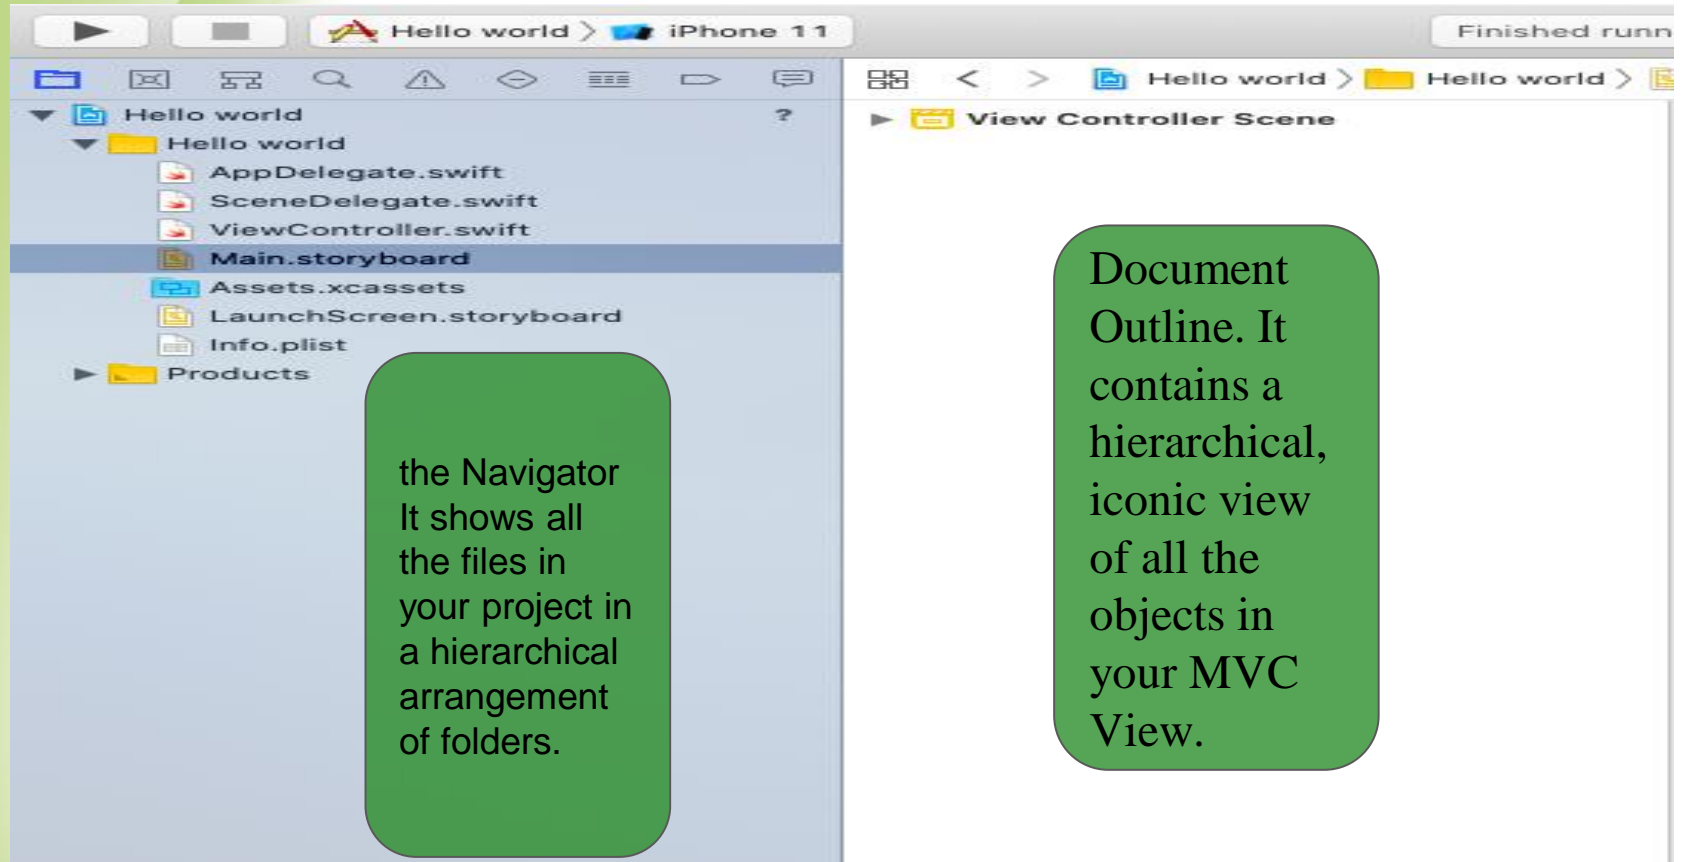 Hello world > iPhone 11
Finished runn
Hello world > Hello world >
Hello world ?
Hello world
AppDelegate.swift
SceneDelegate.swift
ViewController.swift
Main.storyboard
Assets.xcassets
LaunchScreen.storyboard
Info.plist
Products
View Controller Scene
the Navigator
It shows all
the files in
your project in
a hierarchical
arrangement
of folders.
Document
Outline. It
contains a
hierarchical,
iconic view
of all the
objects in
your MVC
View.